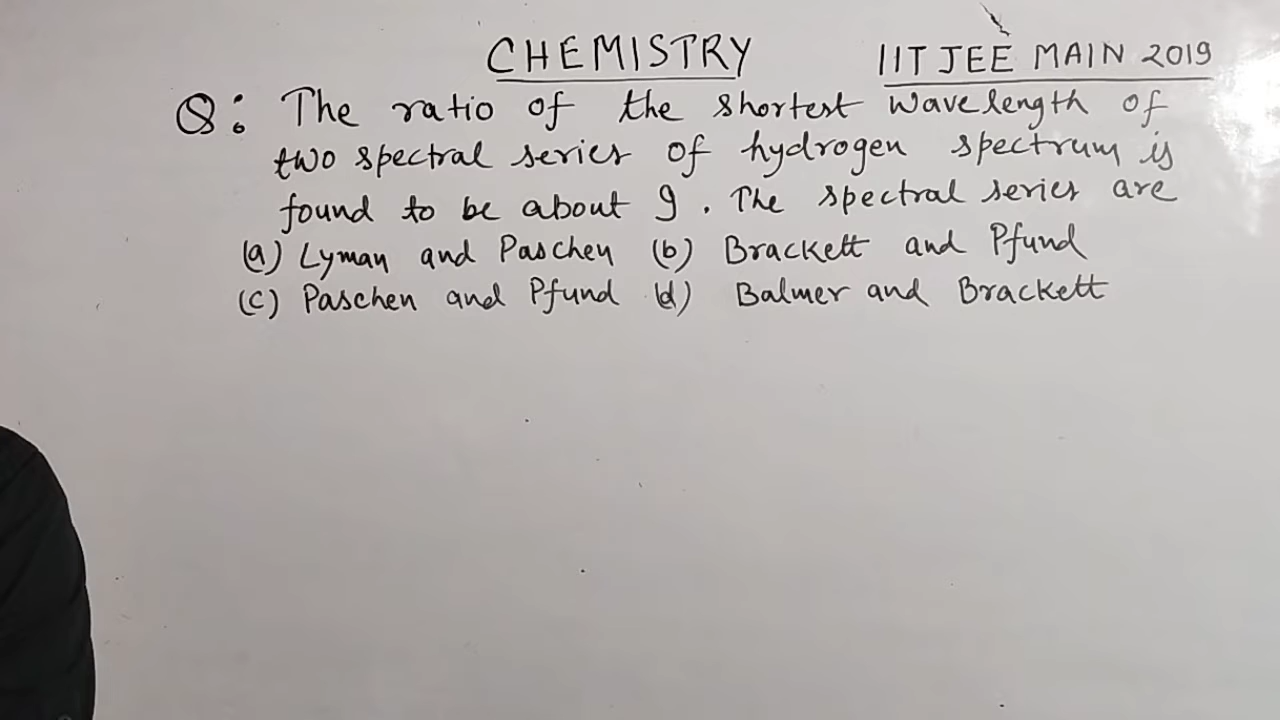 CHEMISTRY IIT JEE MAIN 2019
Q: The ratio of the shortest wavelength of
two spectral series of hydrogen spectrum is
found to be about 9. The spectral series are
(a) Lyman and Paschen (b) Brackett and Pfund
(c) Paschen and Pfund (d) Balmer and Brackett